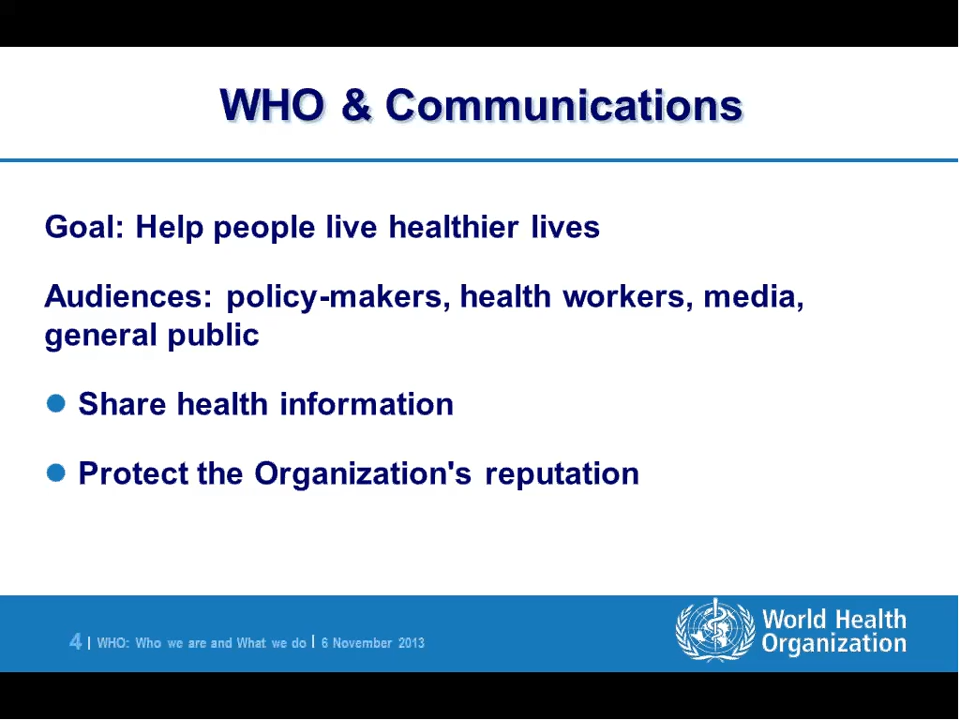 WHO & Communications
Goal: Help people live healthier lives
Audiences: policy-makers, health workers, media,
general public
Share health information
Protect the Organization's reputation
4 | WHO: Who we are and What we do | 6 November 2013
World Health
Organization